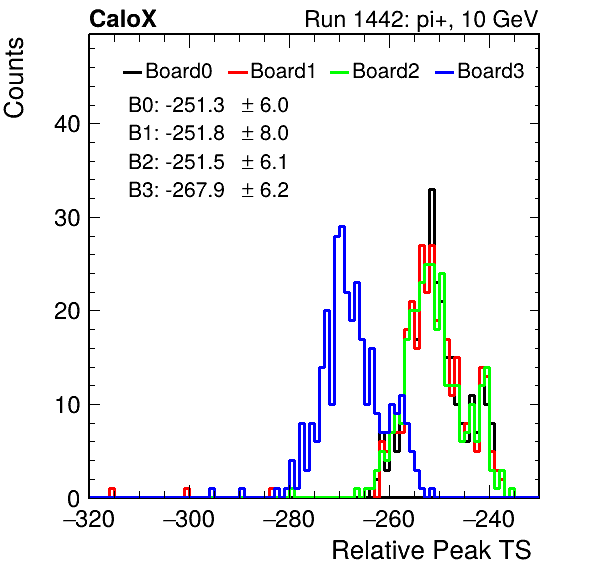 CaloX Run 1442: pi+, 10 GeV
Counts
Board0 Board1 Board2 Board3
B0: -251.3 ± 6.0
B1: -251.8 ± 8.0
B2: -251.5 ± 6.1
B3: -267.9 ± 6.2
40
30
20
10
0
−320 −300 −280 −260 −240
Relative Peak TS